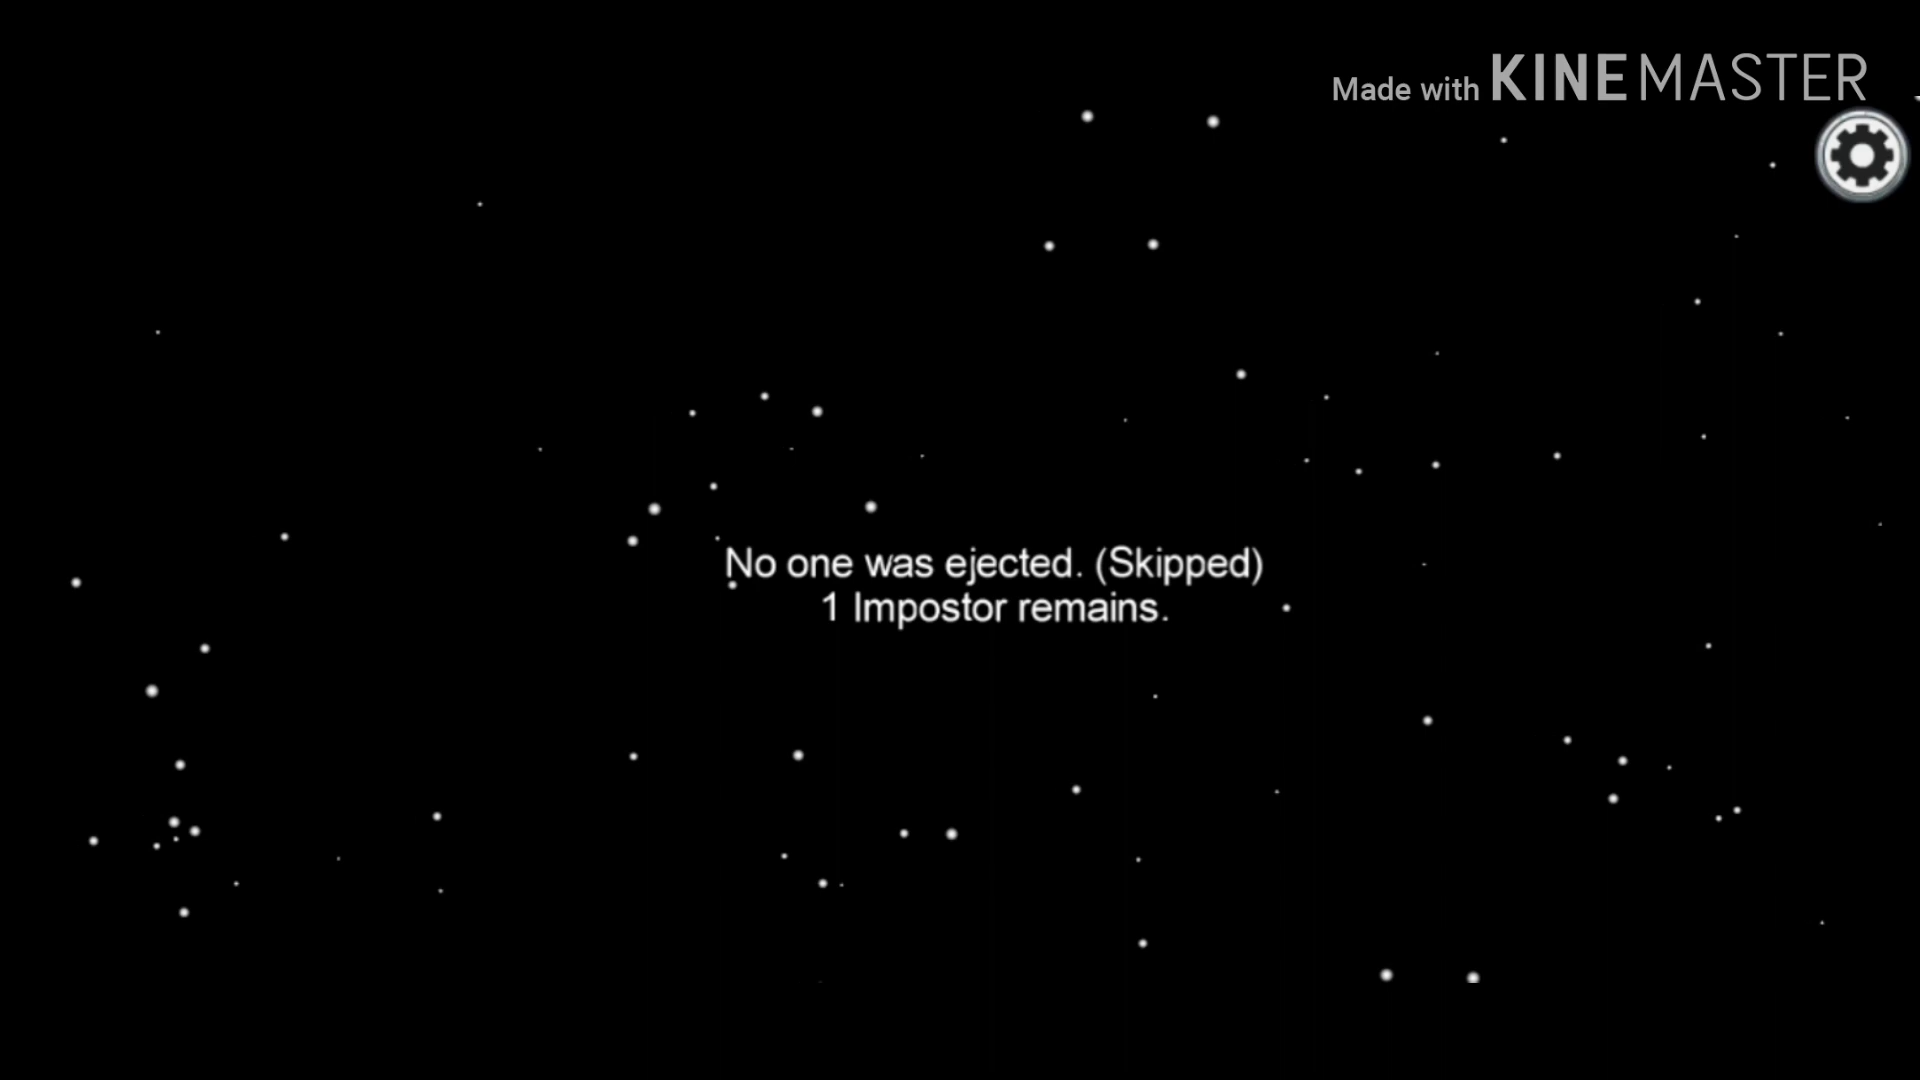 Made with KINEMASTER
No one was ejected. (Skipped)
1 Impostor remains.